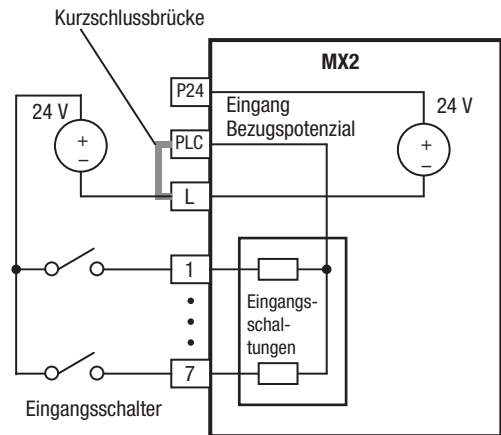 Kurzschlussbrücke
MX2
P24
Eingang
Bezugspotenzial
24 V
24 V
+
–
+
–
PLC
L
1
Eingangs-
schal-
tungen
7
Eingangsschalter